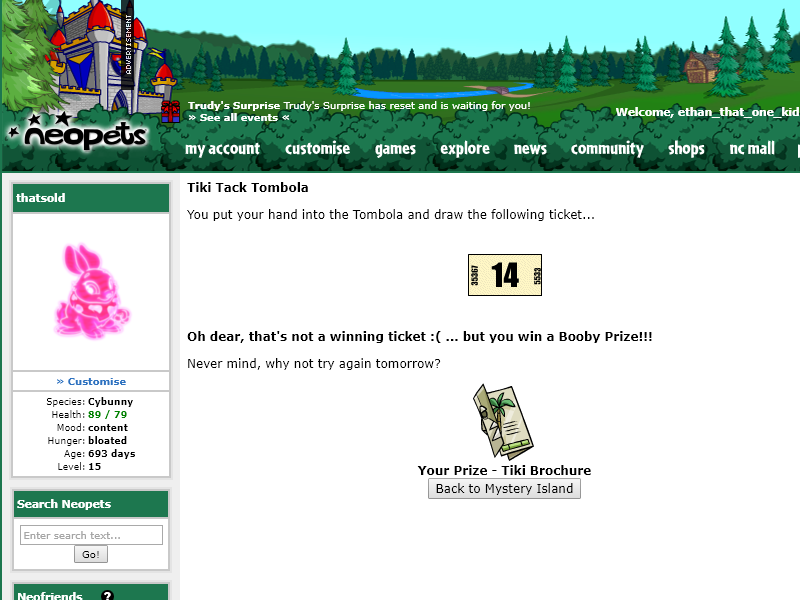 ADVERTISEMENT
Trudy's Surprise Trudy's Surprise has reset and is waiting for you!
» See all events «
Welcome, ethan_that_one_kid
neopets
my account customise games explore news community shops nc mall p
thatsold
» Customise
Species: Cybunny
Health: 89 / 79
Mood: content
Hunger: bloated
Age: 693 days
Level: 15
Search Neopets
Enter search text...
Go!
Neofriends ?
Tiki Tack Tombola
You put your hand into the Tombola and draw the following ticket...
35367 14 5533
Oh dear, that's not a winning ticket :( ... but you win a Booby Prize!!!
Never mind, why not try again tomorrow?
Your Prize - Tiki Brochure
Back to Mystery Island